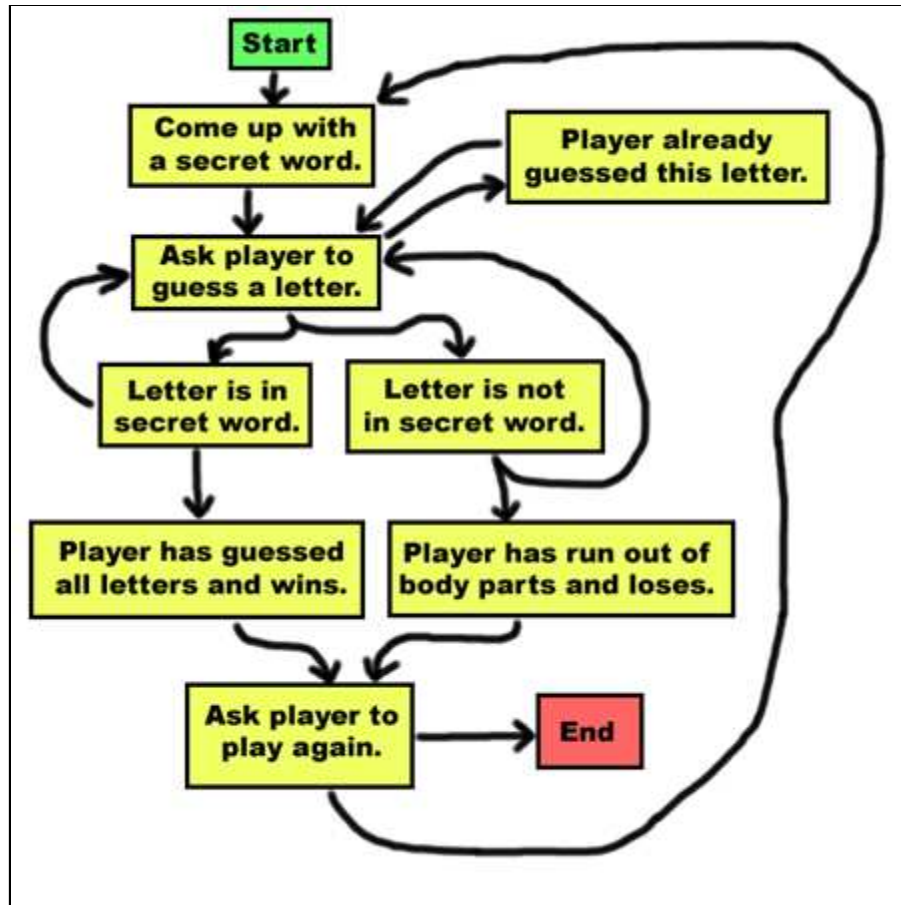 Start
Come up with
a secret word.
Player already
guessed this letter.
Ask player to
guess a letter.
Letter is in
secret word.
Letter is not
in secret word.
Player has guessed
all letters and wins.
Player has run out of
body parts and loses.
Ask player to
play again.
End